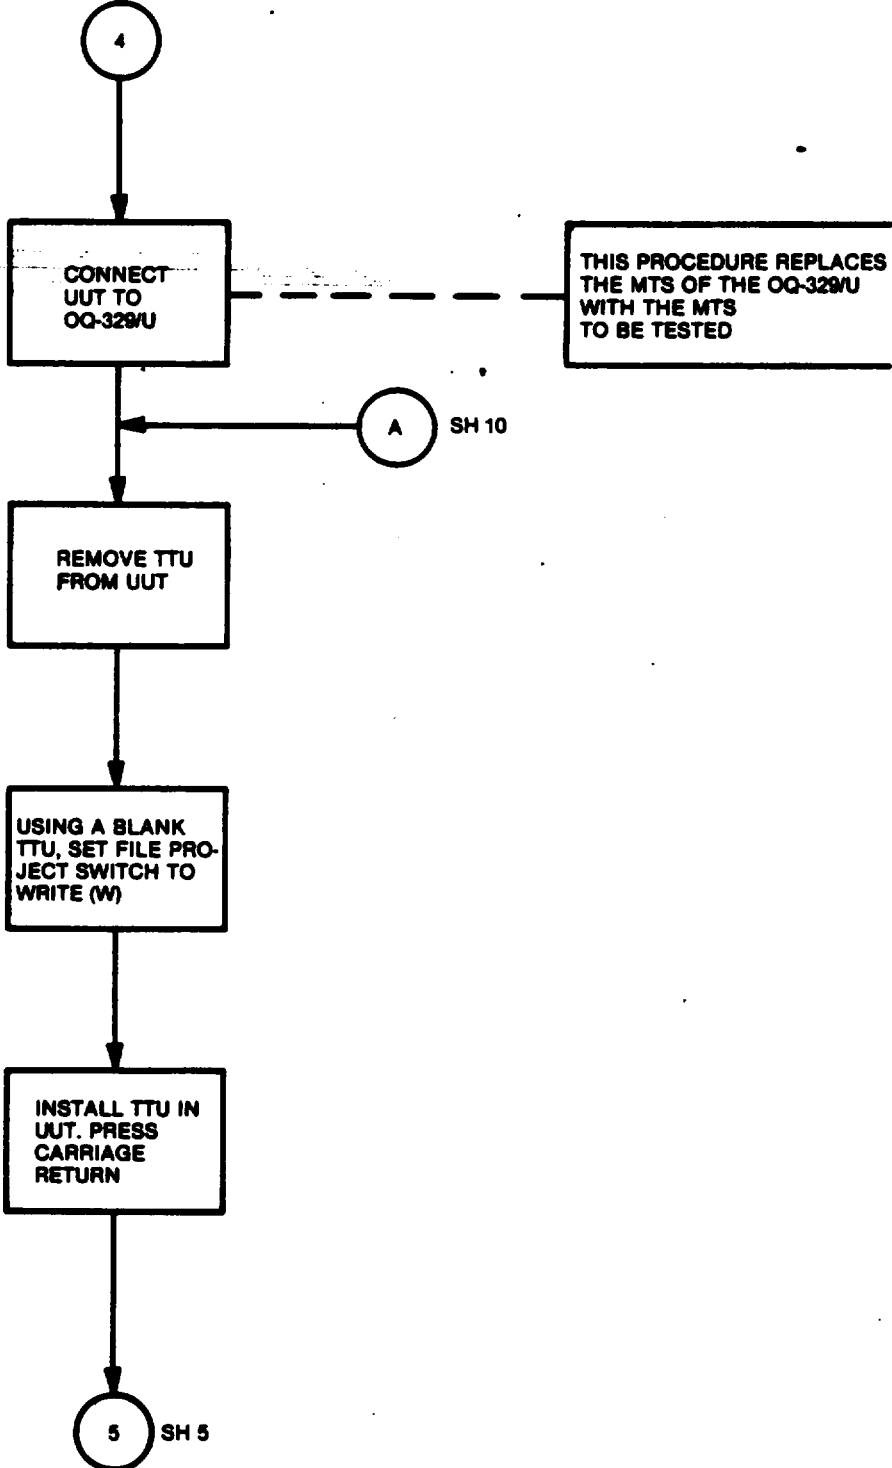 4
CONNECT
UUT TO
OQ-329/U
THIS PROCEDURE REPLACES
THE MTS OF THE OQ-329/U
WITH THE MTS
TO BE TESTED
A
SH 10
REMOVE TTU
FROM UUT
USING A BLANK
TTU, SET FILE PRO-
JECT SWITCH TO
WRITE (W)
INSTALL TTU IN
UUT. PRESS
CARRIAGE
RETURN
5
SH 5